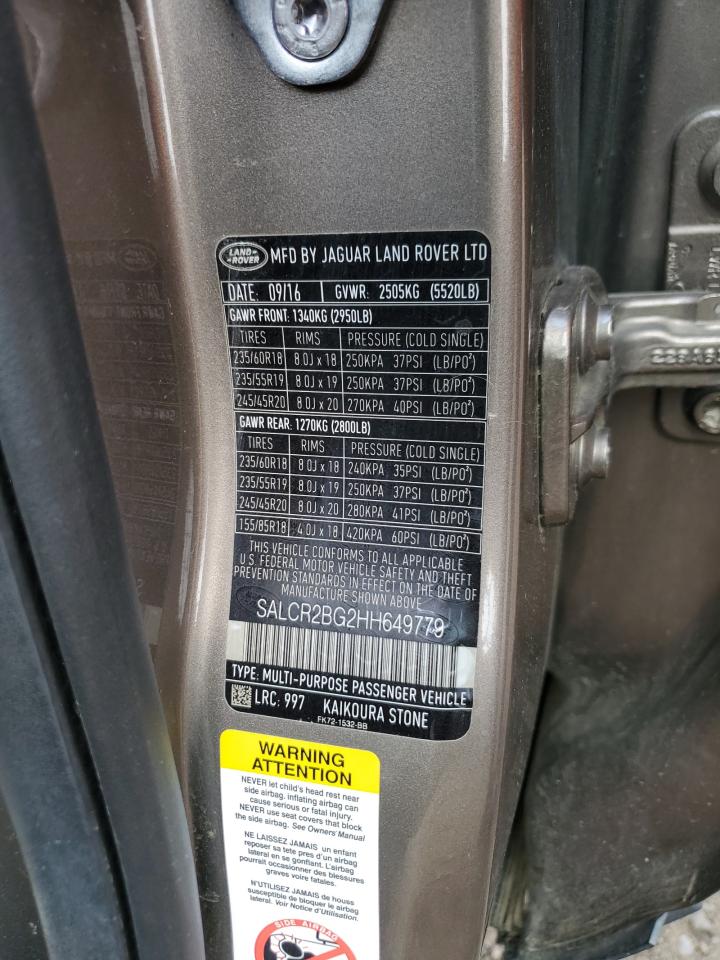 LAND ROVER MFD BY JAGUAR LAND ROVER LTD
DATE: 09/16 GVWR: 2505KG (5520LB)
GAWR FRONT: 1340KG (2950LB)
TIRES RIMS PRESSURE (COLD SINGLE)
235/60R18 8.0J x 18 250KPA 37PSI (LB/PO²)
235/55R19 8.0J x 19 250KPA 37PSI (LB/PO²)
245/45R20 8.0J x 20 270KPA 40PSI (LB/PO²)
GAWR REAR: 1270KG (2800LB)
TIRES RIMS PRESSURE (COLD SINGLE)
235/60R18 8.0J x 18 240KPA 35PSI (LB/PO²)
235/55R19 8.0J x 19 250KPA 37PSI (LB/PO²)
245/45R20 8.0J x 20 280KPA 41PSI (LB/PO²)
155/85R18 4.0J x 18 420KPA 60PSI (LB/PO²)
THIS VEHICLE CONFORMS TO ALL APPLICABLE
U.S. FEDERAL MOTOR VEHICLE SAFETY AND THEFT
PREVENTION STANDARDS IN EFFECT ON THE DATE
OF MANUFACTURE SHOWN ABOVE
SALCR2BG2HH649779
TYPE: MULTI-PURPOSE PASSENGER VEHICLE
LRC: 997 KAIKOURA STONE
FK72-1532-BB
WARNING
ATTENTION
NEVER let child's head rest near
side airbag, inflating airbag can
cause serious or fatal injury.
NEVER use seat covers that block
the side airbag. See Owners Manual
NE LAISSEZ JAMAIS un enfant
reposer sa tete pres d'un airbag
lateral en se gonflant. L'airbag
pourrait occasionner des blessures
graves voire fatales.
N'UTILISEZ JAMAIS de housse
susceptible de bloquer le airbag
lateral. Voir Notice d'Utilisation.
SIDE AIRBAG